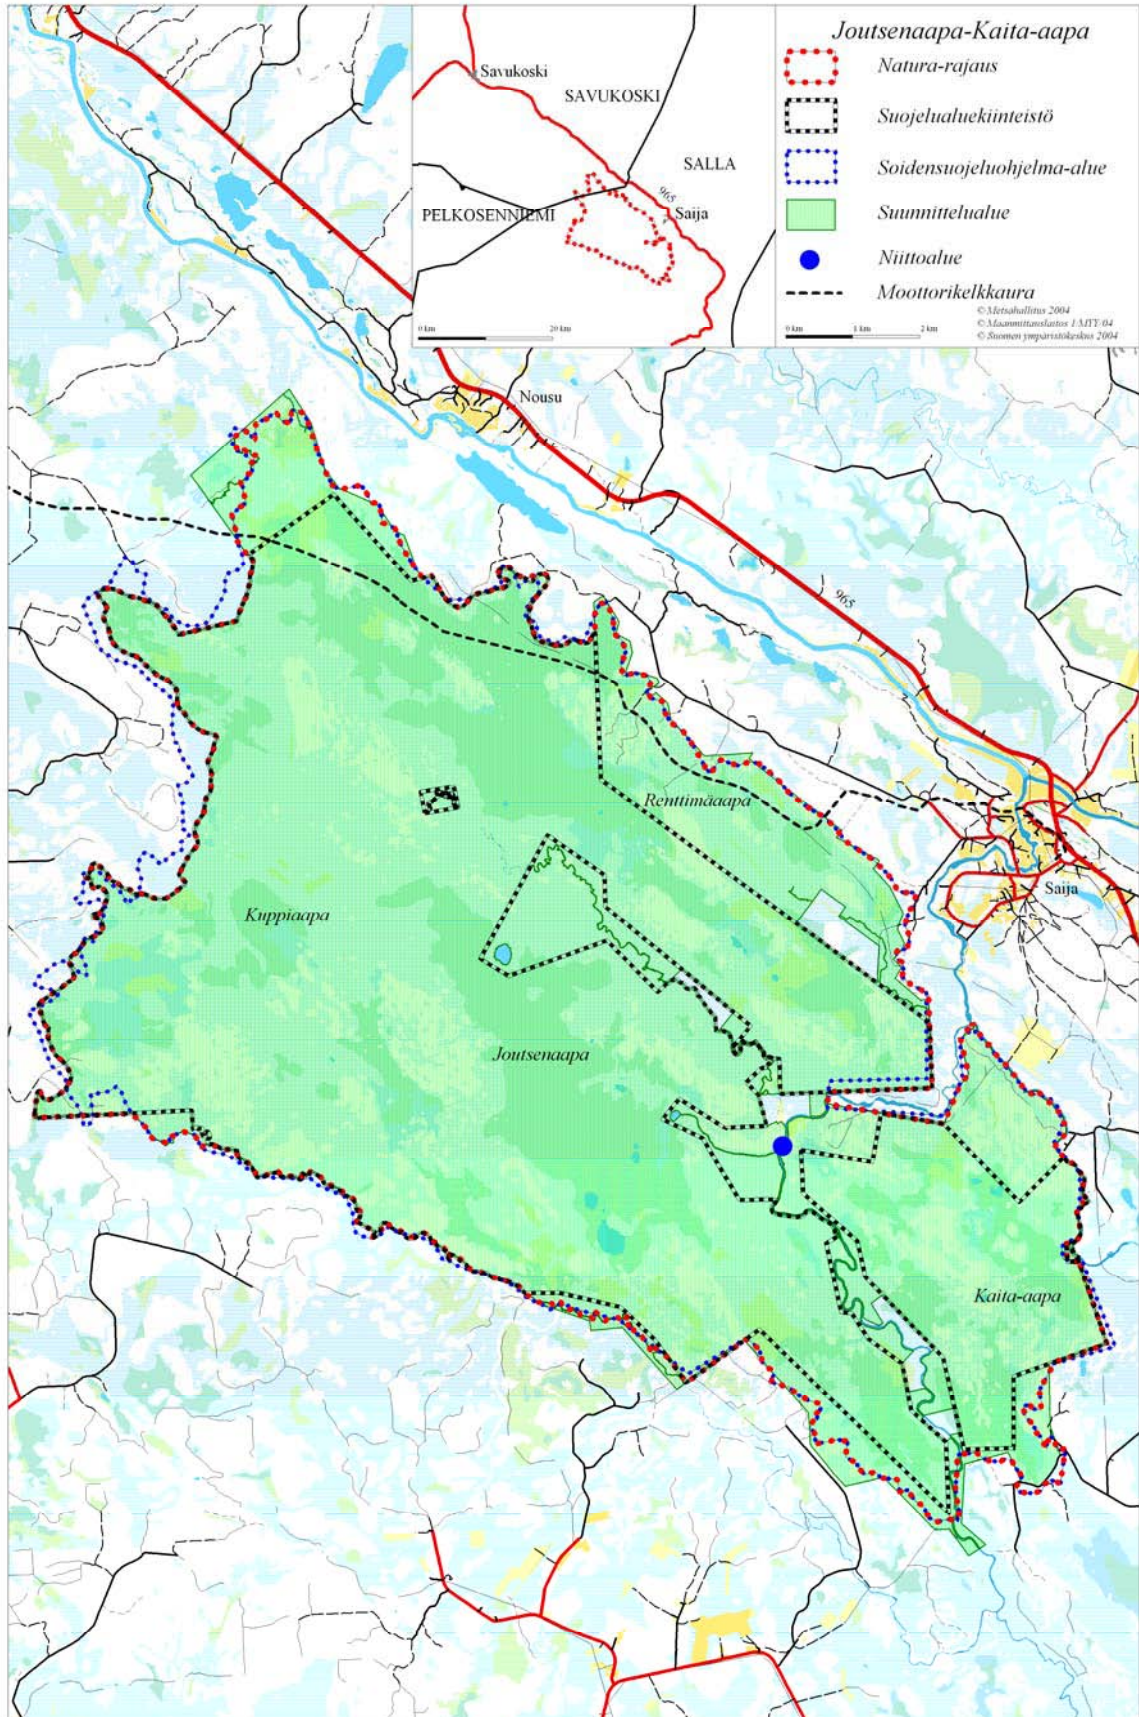 Joutsenaapa-Kaita-aapa
Natura-rajaus
Suojelualuekiinteistö
Soidensuojeluohjelma-alue
Suunnittelualue
Niittoalue
Moottorikelkkaura
© Metsähallitus 2004
© Maanmittauslaitos 1/MYY/04
© Suomen ympäristökeskus 2004
0 km 1 km 2 km
Savukoski
SAVUKOSKI
SALLA
965
Saija
PELKOSENNIEMI
0 km 20 km
Nousu
965
Renttimäaapa
Saija
Kuppiaapa
Joutsenaapa
Kaita-aapa